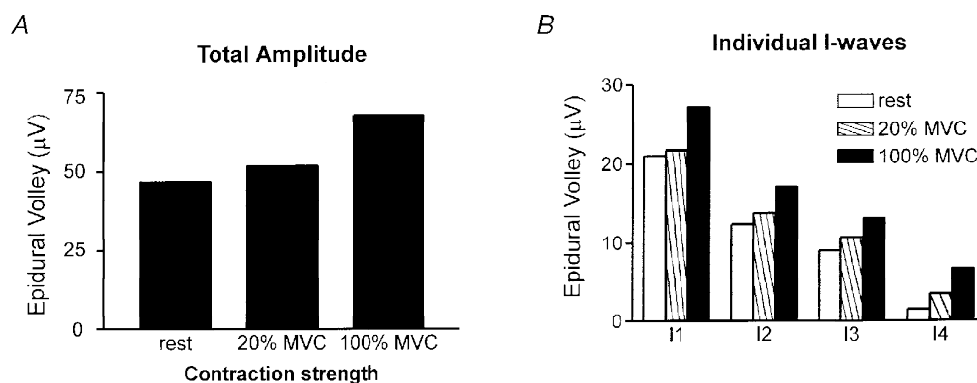 A
Total Amplitude
75
50
25
0
Epidural Volley (μV)
rest
20% MVC
100% MVC
Contraction strength
B
Individual I-waves
30
20
10
0
Epidural Volley (μV)
rest
20% MVC
100% MVC
I1
I2
I3
I4